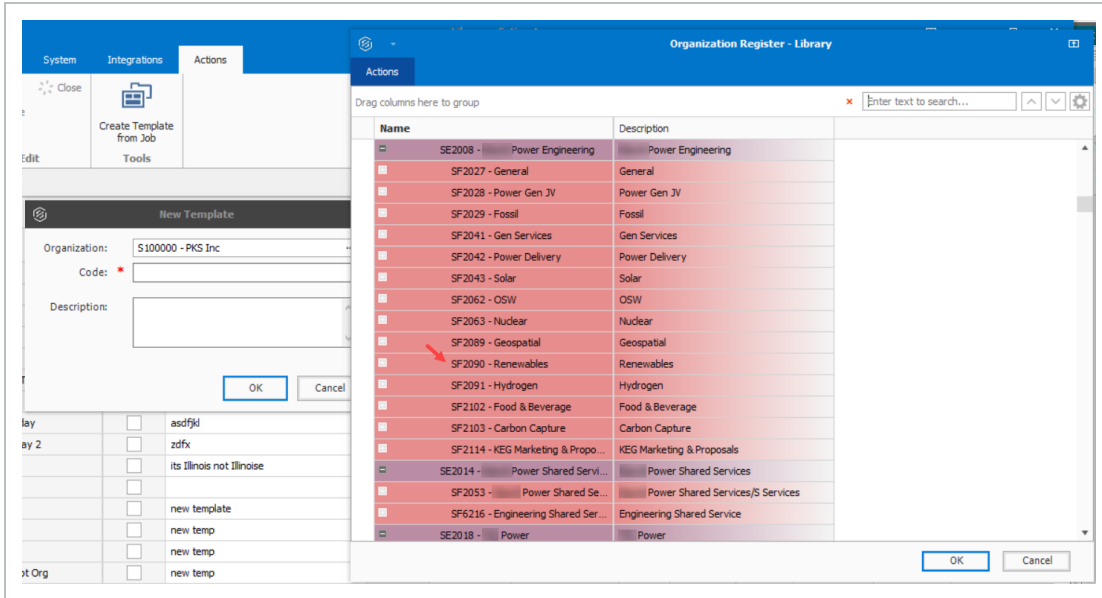 System Integrations Actions
Close
Create Template
from Job
Edit Tools
New Template
Organization: S100000 - PKS Inc
Code: *
Description:
OK Cancel
lay asdfjkl
ay 2 zdfx
its Illinois not Illinoise
new template
new temp
new temp
ot Org new temp
Organization Register - Library
Actions
Drag columns here to group
Enter text to search...
Name Description
SE2008 - Power Engineering Power Engineering
SF2027 - General General
SF2028 - Power Gen JV Power Gen JV
SF2029 - Fossil Fossil
SF2041 - Gen Services Gen Services
SF2042 - Power Delivery Power Delivery
SF2043 - Solar Solar
SF2062 - OSW OSW
SF2063 - Nuclear Nuclear
SF2089 - Geospatial Geospatial
SF2090 - Renewables Renewables
SF2091 - Hydrogen Hydrogen
SF2102 - Food & Beverage Food & Beverage
SF2103 - Carbon Capture Carbon Capture
SF2114 - KEG Marketing & Propo... KEG Marketing & Proposals
SE2014 - Power Shared Servi... Power Shared Services
SF2053 - Power Shared Se... Power Shared Services/S Services
SF6216 - Engineering Shared Ser... Engineering Shared Service
SE2018 - Power Power
OK Cancel